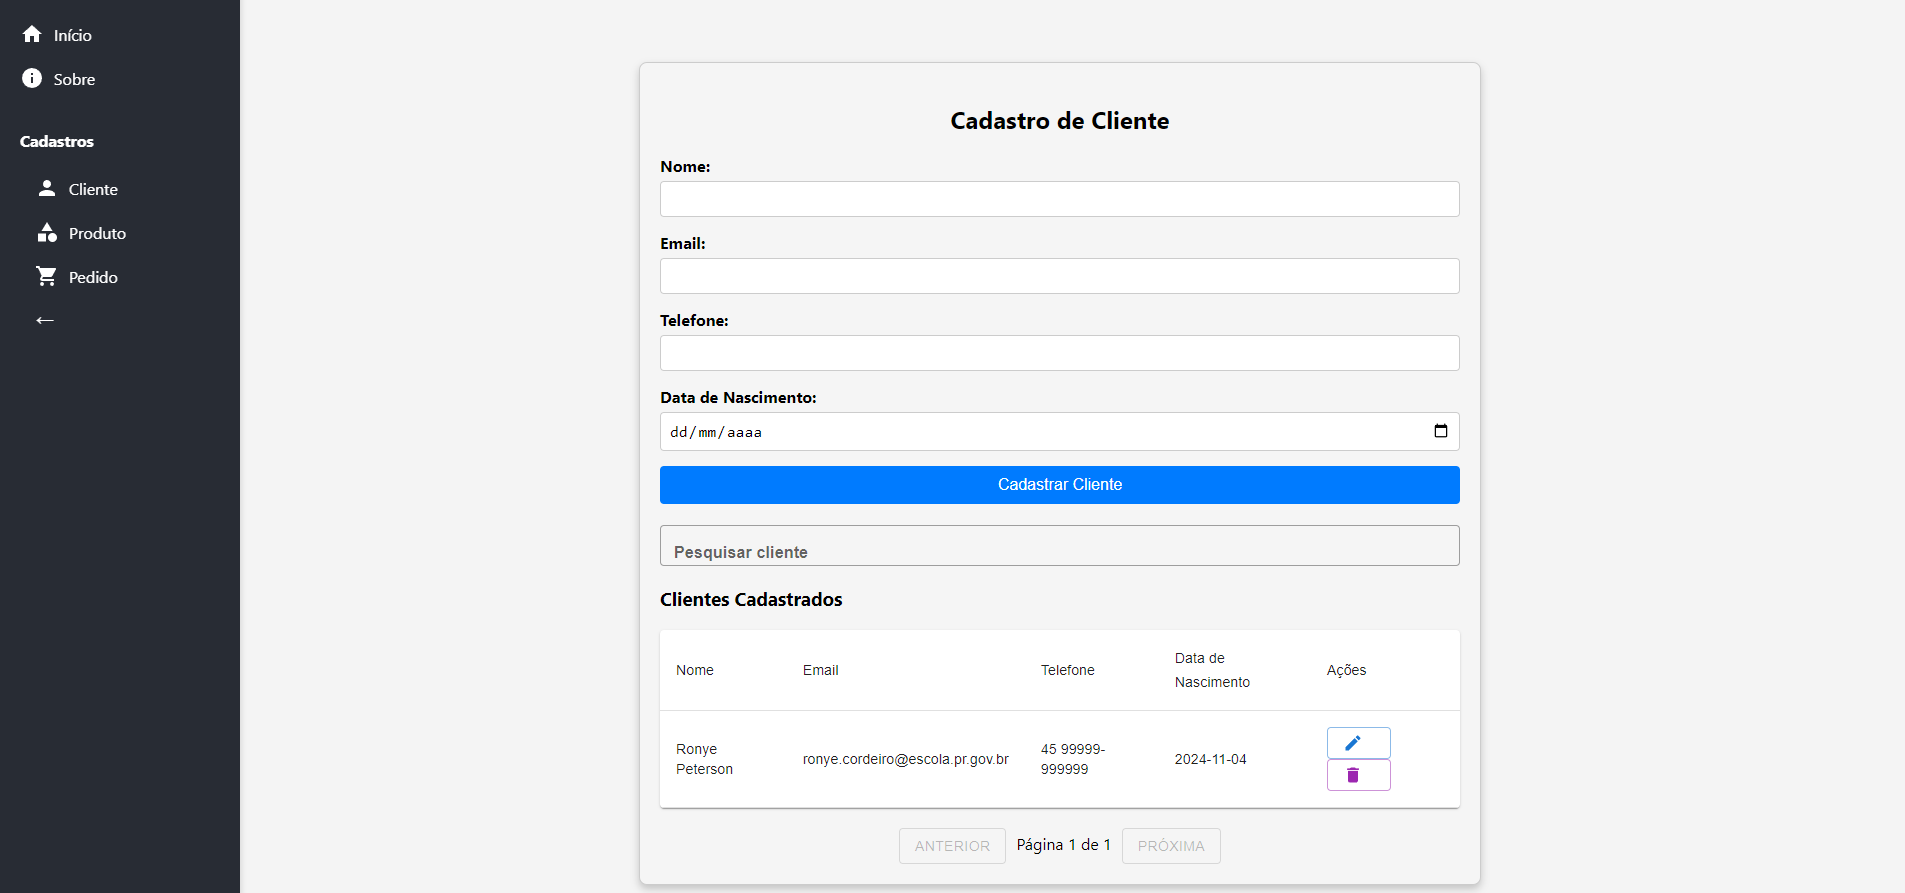 Início
Sobre
Cadastros
Cliente
Produto
Pedido
←
Cadastro de Cliente
Nome:
Email:
Telefone:
Data de Nascimento:
dd/mm/aaaa
Cadastrar Cliente
Pesquisar cliente
Clientes Cadastrados
Nome Email Telefone Data de Nascimento Ações
Ronye Peterson ronye.cordeiro@escola.pr.gov.br 45 99999-999999 2024-11-04
ANTERIOR Página 1 de 1 PRÓXIMA